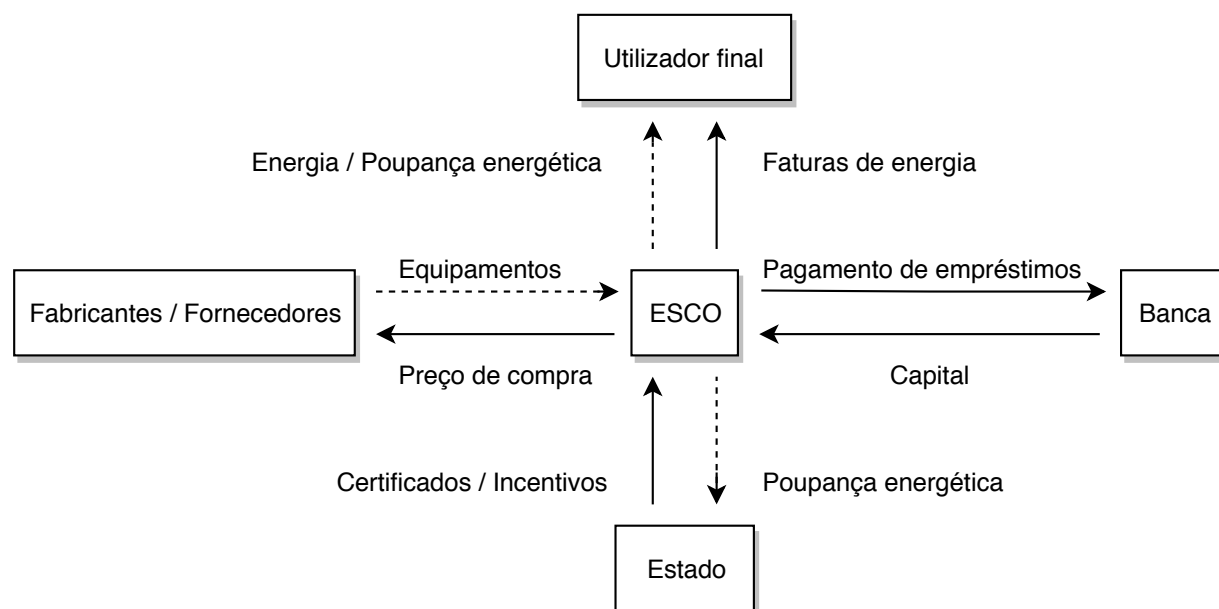 Utilizador final
Energia / Poupança energética
Faturas de energia
Equipamentos
Pagamento de empréstimos
Fabricantes / Fornecedores
ESCO
Banca
Preço de compra
Capital
Certificados / Incentivos
Poupança energética
Estado